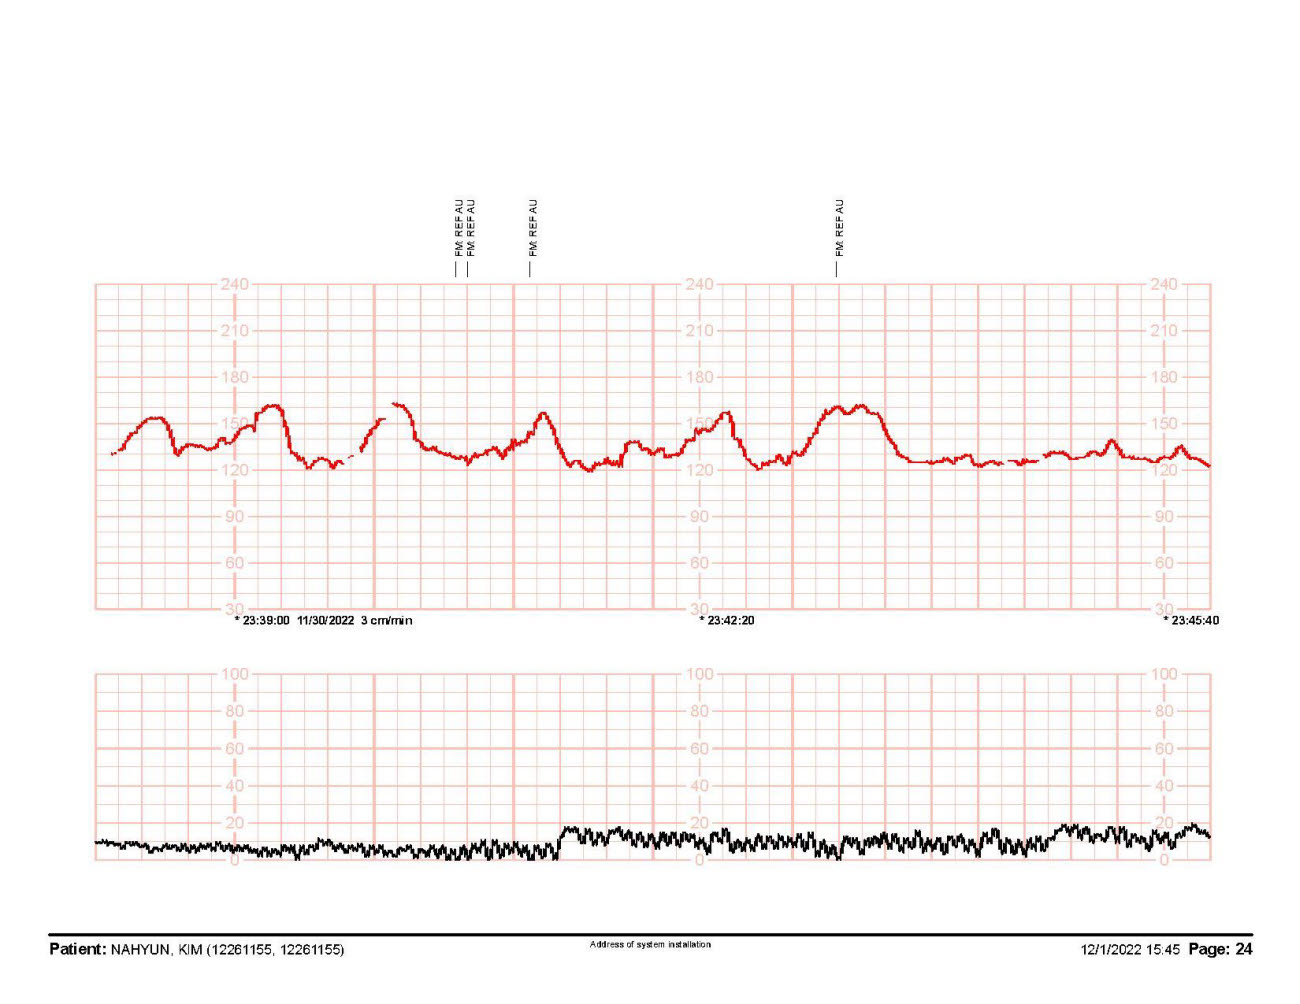 FM: REF AU
FM: REF AU
FM: REF AU
FM: REF AU
240 240 240
210 210 210
180 180 180
150 150 150
120 120 120
90 90 90
60 60 60
30 30 30
* 23:39:00 11/30/2022 3 cm/min * 23:42:20 * 23:45:40
100 100 100
80 80 80
60 60 60
40 40 40
20 20 20
0 0 0
Patient: NAHYUN, KIM (12261155, 12261155) Address of system installation 12/1/2022 15:45 Page: 24